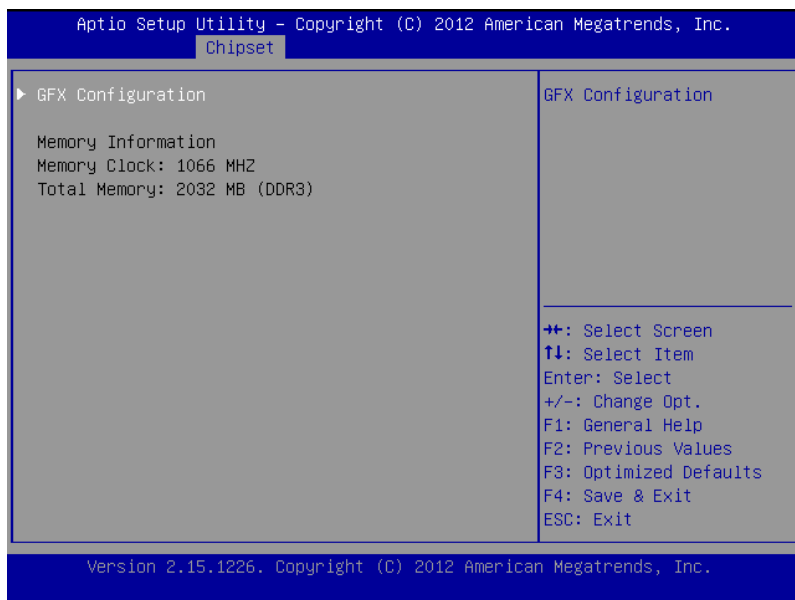 Aptio Setup Utility – Copyright (C) 2012 American Megatrends, Inc.
Chipset
▶ GFX Configuration
Memory Information
Memory Clock: 1066 MHZ
Total Memory: 2032 MB (DDR3)
GFX Configuration
→←: Select Screen
↑↓: Select Item
Enter: Select
+/-: Change Opt.
F1: General Help
F2: Previous Values
F3: Optimized Defaults
F4: Save & Exit
ESC: Exit
Version 2.15.1226. Copyright (C) 2012 American Megatrends, Inc.